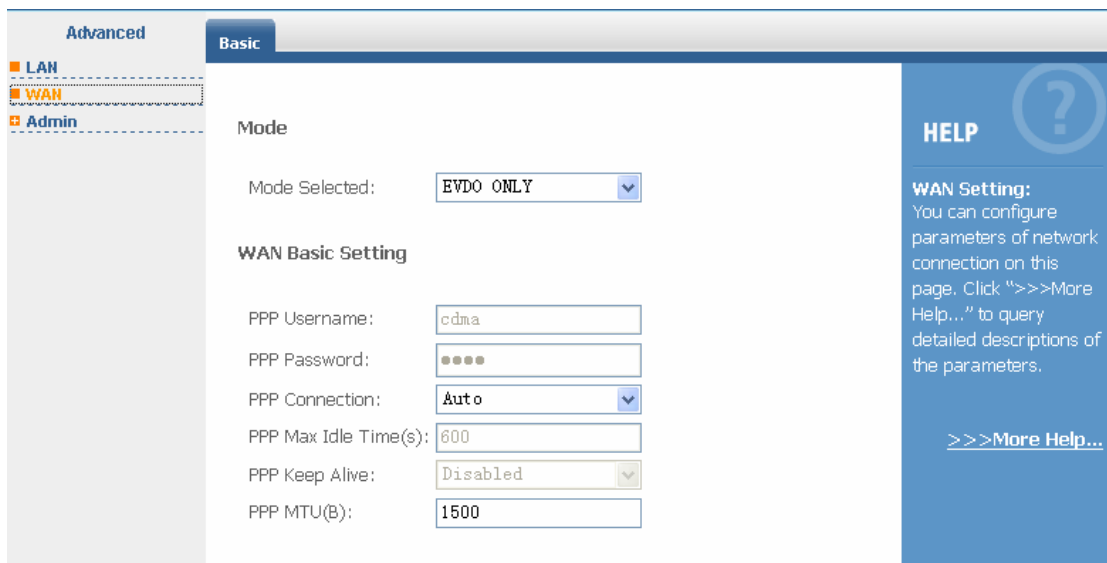 Advanced
LAN
WAN
Admin
Basic
Mode
Mode Selected: EVDO ONLY
WAN Basic Setting
PPP Username: cdma
PPP Password: ●●●●
PPP Connection: Auto
PPP Max Idle Time(s): 600
PPP Keep Alive: Disabled
PPP MTU(B): 1500
?
HELP
WAN Setting:
You can configure
parameters of network
connection on this
page. Click “>>>More
Help...” to query
detailed descriptions of
the parameters.
>>>More Help...